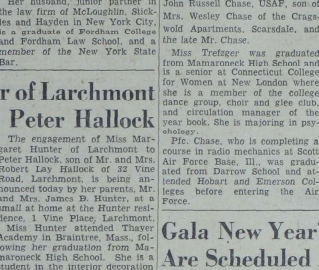 Her husband, junior partner in
the law firm of McLoughlin, Stick-
les and Hayden in New York City,
is a graduate of Fordham College
and Fordham Law School, and a
member of the New York State
Bar.
r of Larchmont
Peter Hallock
The engagement of Miss Mar-
garet Hunter of Larchmont to
Peter Hallock, son of Mr. and Mrs.
Robert Lay Hallock of 32 Vine
Road, Larchmont, is being an-
nounced today by her parents, Mr.
and Mrs. James B. Hunter, at a
small at home at the Hunter resi-
dence, 1 Vine Place, Larchmont.
Miss Hunter attended Thayer
Academy in Braintree, Mass., fol-
lowing her graduation from Ma-
maroneck High School. She is a
student in the interior decoration
John Russell Chase, USAF, son of
Mrs. Wesley Chase of the Crags-
wold Apartments, Scarsdale, and
the late Mr. Chase.
Miss Trefzger was graduated
from Mamaroneck High School and
is a senior at Connecticut College
for Women at New London where
she is a member of the college
dance group, choir and glee club,
and circulation manager of the
year book. She is majoring in psy-
chology.
Pfc. Chase, who is completing a
course in radio mechanics at Scott
Air Force Base, Ill., was gradu-
ated from Darrow School and at-
tended Hobart and Emerson Col-
leges before entering the Air
Force.
Gala New Year'
Are Scheduled